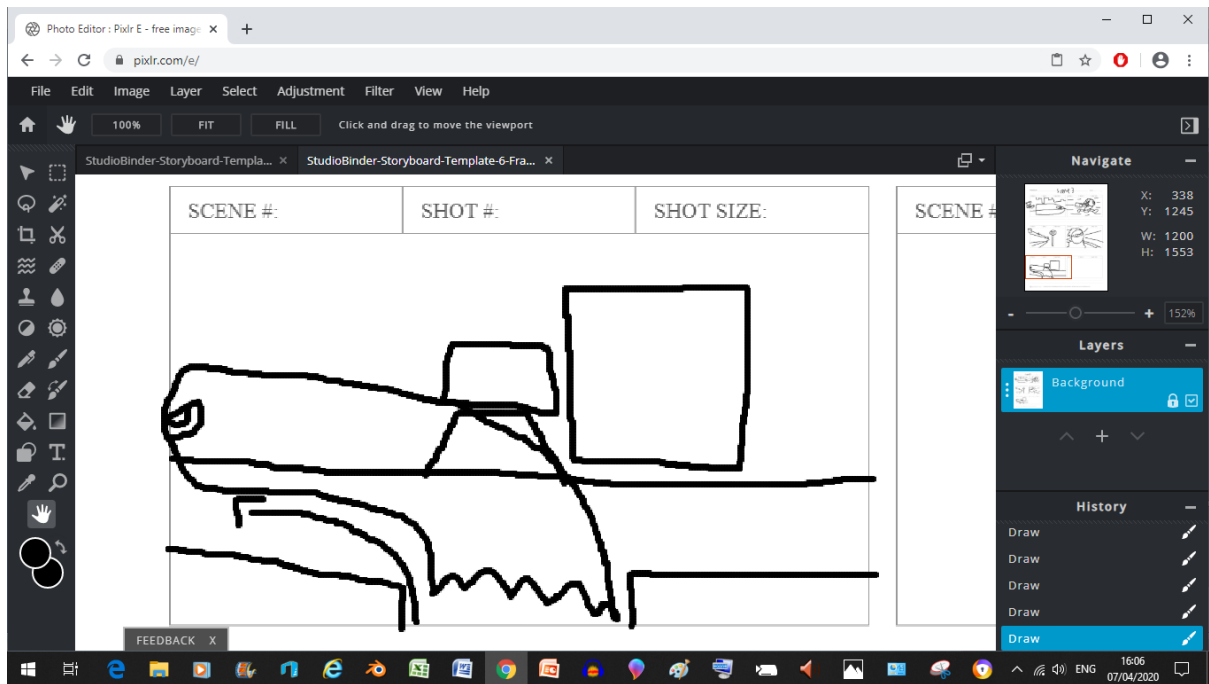 Photo Editor : Pixlr E - free image
pixlr.com/e/
File Edit Image Layer Select Adjustment Filter View Help
100% FIT FILL Click and drag to move the viewport
StudioBinder-Storyboard-Templa... × StudioBinder-Storyboard-Template-6-Fra... ×
Navigate
X: 338
Y: 1245
W: 1200
H: 1553
152%
SCENE #: SHOT #: SHOT SIZE: SCENE #
Layers
Background
History
Draw
Draw
Draw
Draw
Draw
FEEDBACK X
ENG
16:06
07/04/2020